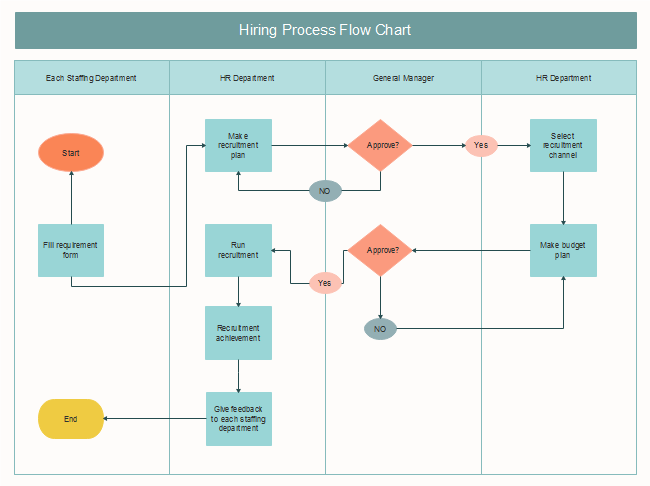 Hiring Process Flow Chart
Each Staffing Department
HR Department
General Manager
HR Department
Start
Make
recruitment
plan
Approve?
Yes
Select
recruitment
channel
NO
Fill requirement
form
Run
recruitment
Approve?
Make budget
plan
Yes
Recruitment
achievement
NO
End
Give feedback
to each staffing
department